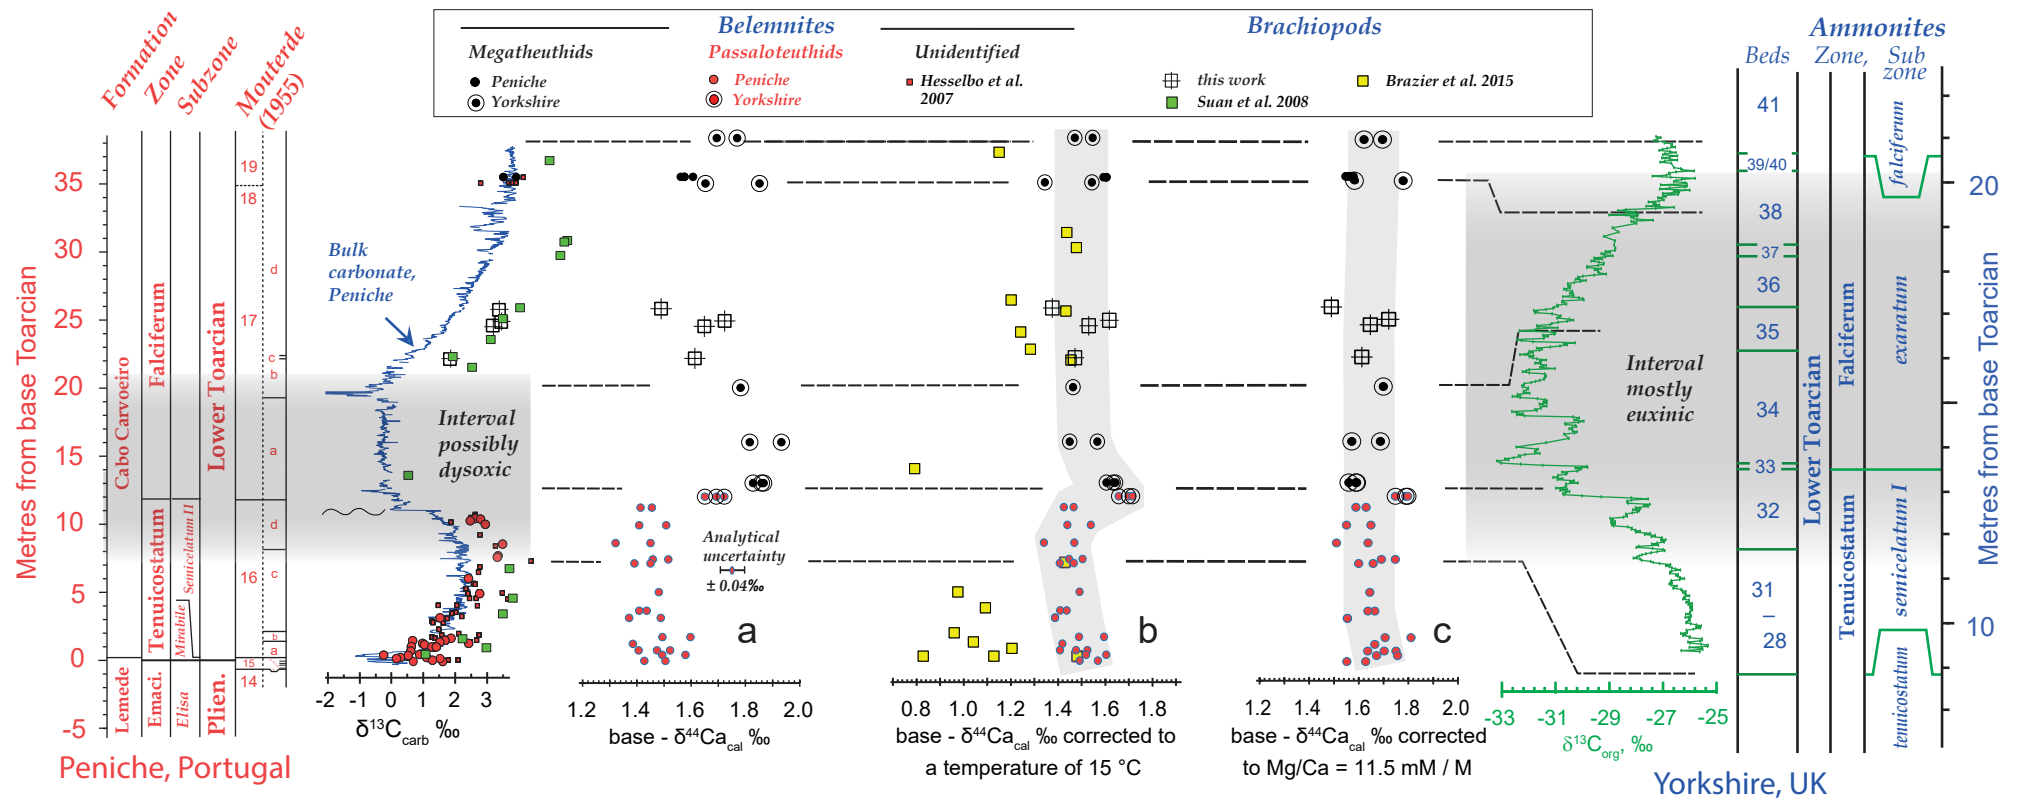 Formation
Zone
Subzone
Mouterde
(1955)
Belemnites
Brachiopods
Megatheuthids
Passaloteuthids
Unidentified
Peniche
Yorkshire
Peniche
Yorkshire
Hesselbo et al.
2007
this work
Suan et al. 2008
Brazier et al. 2015
Ammonites
Beds
Zone,
Sub
zone
Metres from base Toarcian
35
30
25
20
15
10
5
0
-5
Lemede
Cabo Carvoeiro
Emaci.
Tenuicostatum
Falciferum
Elisa
Mirabile
Semicelatum II
Plien.
Lower Toarcian
19
18
17
16
15
14
d
c
b
a
d
c
b
a
Bulk
carbonate,
Peniche
Interval
possibly
dysoxic
Analytical
uncertainty
± 0.04‰
a
b
c
Interval
mostly
euxinic
-2 -1 0 1 2 3
δ13Ccarb ‰
1.2 1.4 1.6 1.8 2.0
base - δ44Cacal ‰
0.8 1.0 1.2 1.4 1.6 1.8
base - δ44Cacal ‰ corrected to
a temperature of 15 °C
1.2 1.4 1.6 1.8 2.0
base - δ44Cacal ‰ corrected
to Mg/Ca = 11.5 mM / M
-33 -31 -29 -27 -25
δ13Corg, ‰
41
39/40
38
37
36
35
34
33
32
31
–
28
Lower Toarcian
Tenuicostatum
Falciferum
tenuicostatum
semicelatum I
exaratum
falciferum
20
10
Metres from base Toarcian
Peniche, Portugal
Yorkshire, UK